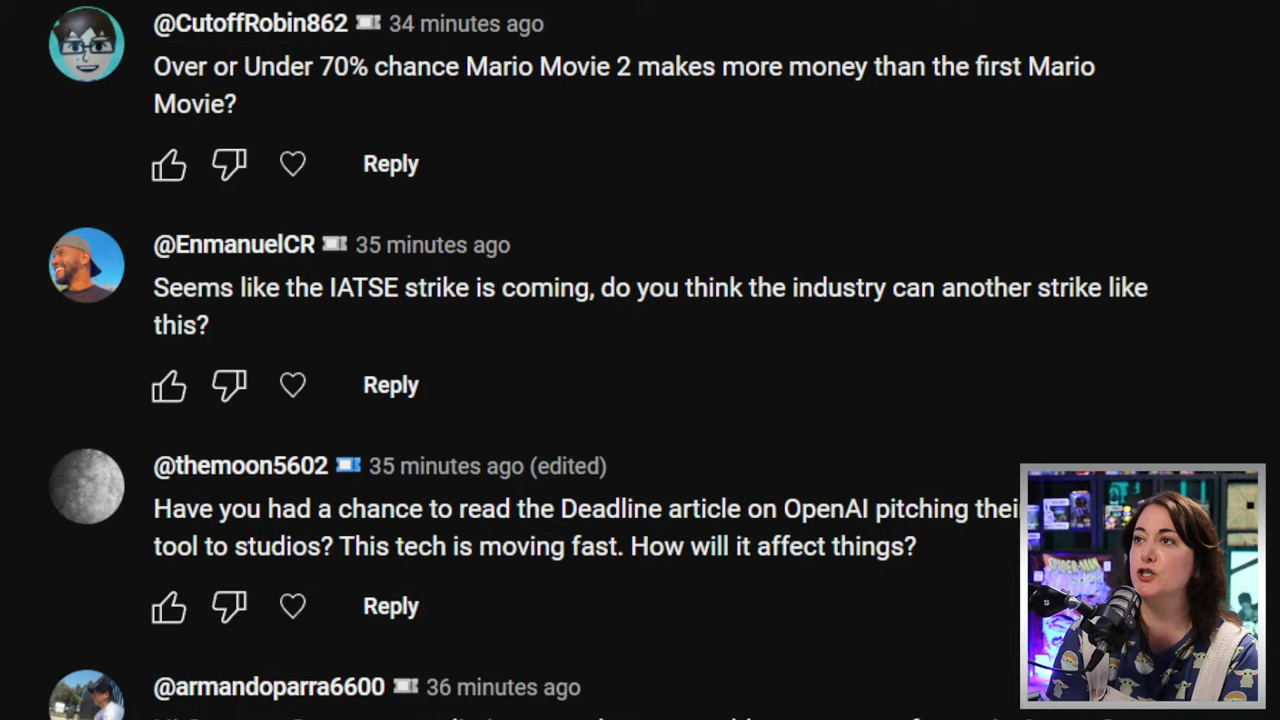 @CutoffRobin862 34 minutes ago
Over or Under 70% chance Mario Movie 2 makes more money than the first Mario
Movie?
Reply
@EnmanuelCR 35 minutes ago
Seems like the IATSE strike is coming, do you think the industry can another strike like
this?
Reply
@themoon5602 35 minutes ago (edited)
Have you had a chance to read the Deadline article on OpenAI pitching thei
tool to studios? This tech is moving fast. How will it affect things?
Reply
@armandoparra6600 36 minutes ago
SPIDER-MAN